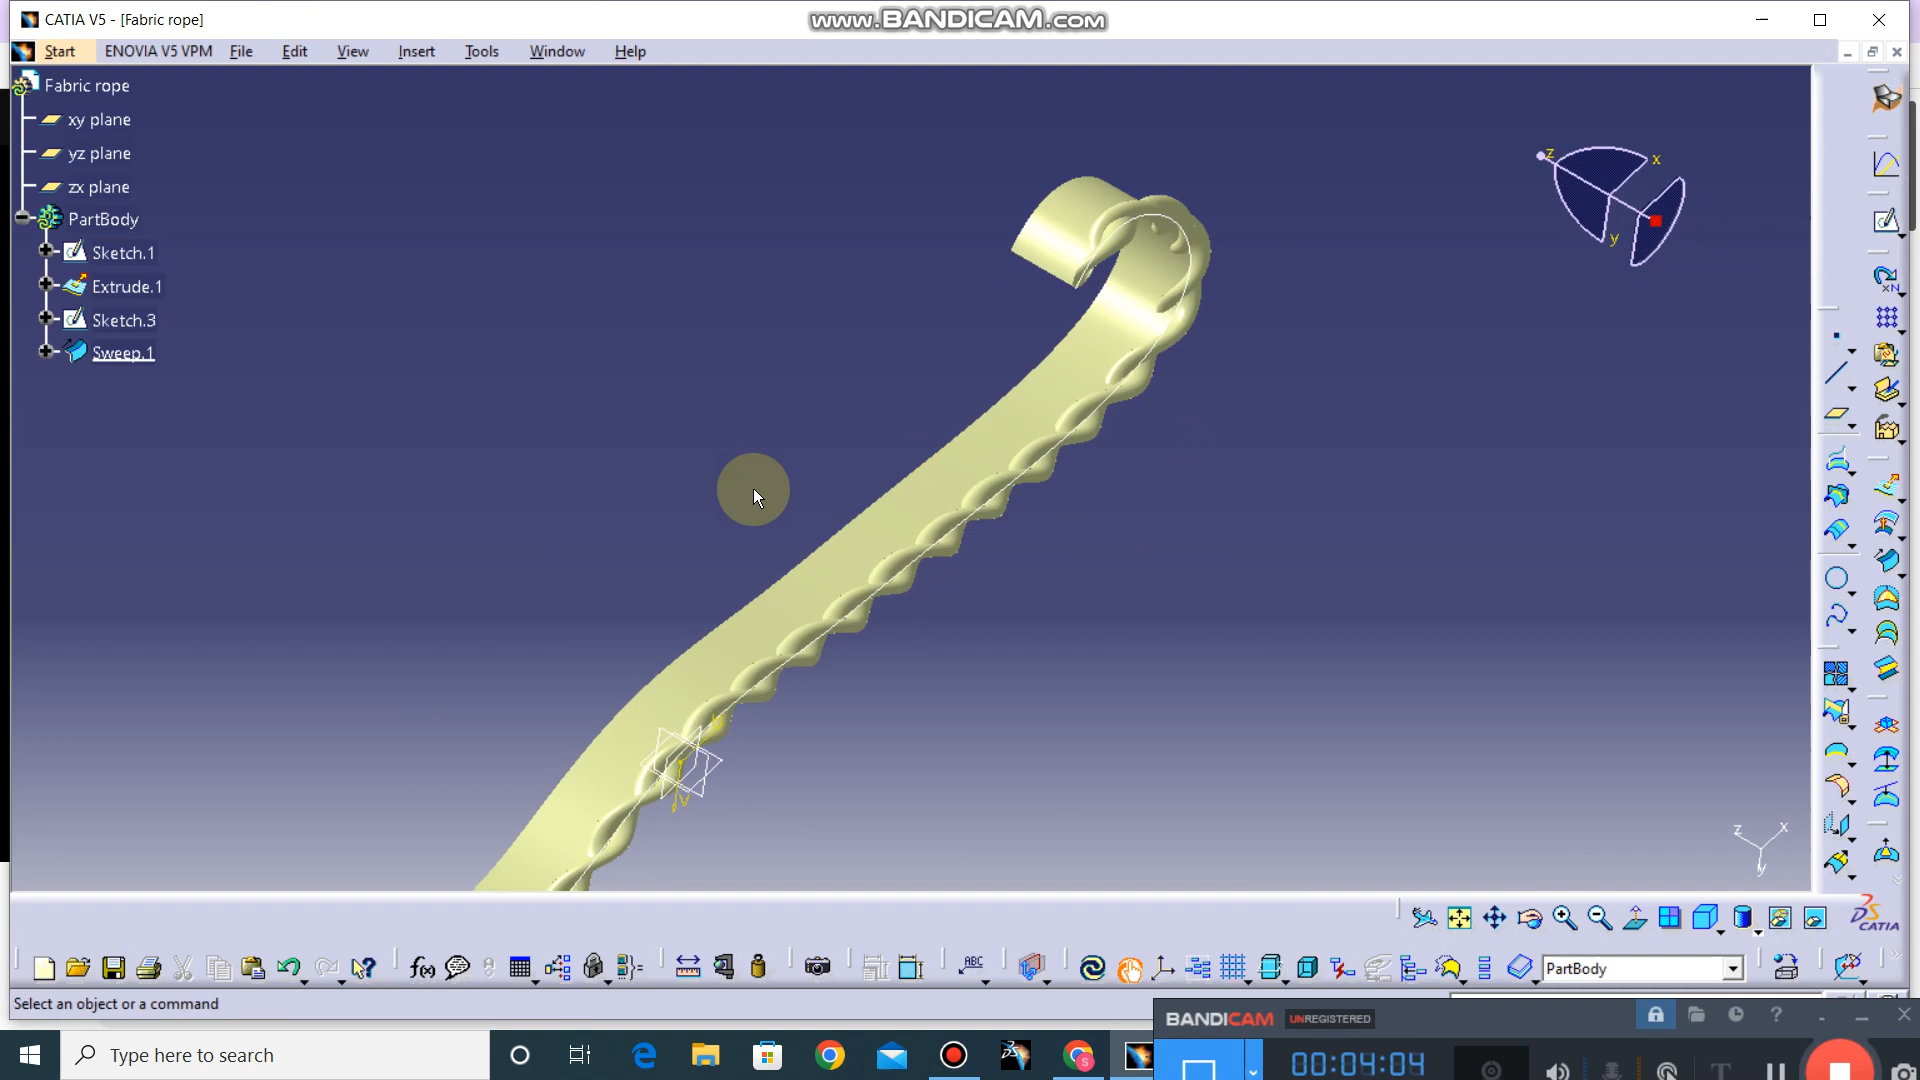 CATIA V5 - [Fabric rope]
www.BANDICAM.com
Start
ENOVIA V5 VPM
File
Edit
View
Insert
Tools
Window
Help
Fabric rope
xy plane
yz plane
zx plane
PartBody
Sketch.1
Extrude.1
Sketch.3
Sweep.1
z
x
y
V
z
x
y
CATIA
f(x)
ABC
PartBody
Select an object or a command
BANDICAM
UNREGISTERED
Type here to search
00:04:04